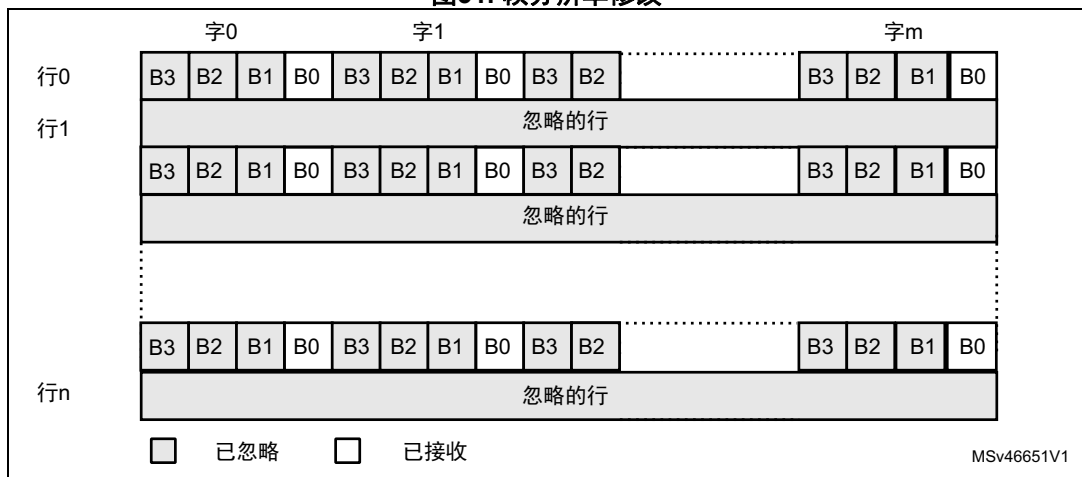 字0 字1 字m
行0 B3 B2 B1 B0 B3 B2 B1 B0 B3 B2 B3 B2 B1 B0
行1 忽略的行
B3 B2 B1 B0 B3 B2 B1 B0 B3 B2 B3 B2 B1 B0
忽略的行
B3 B2 B1 B0 B3 B2 B1 B0 B3 B2 B3 B2 B1 B0
行n 忽略的行
已忽略 已接收 MSv46651V1